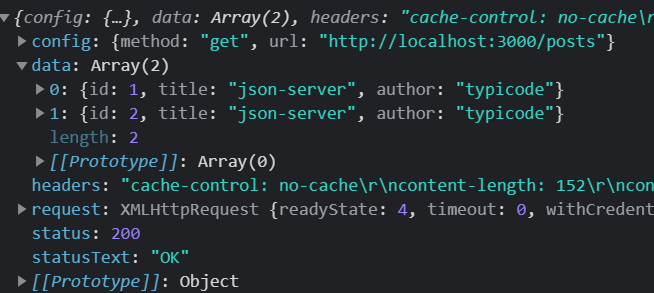 {config: {…}, data: Array(2), headers: "cache-control: no-cache\r
config: {method: "get", url: "http://localhost:3000/posts"}
data: Array(2)
0: {id: 1, title: "json-server", author: "typicode"}
1: {id: 2, title: "json-server", author: "typicode"}
length: 2
[[Prototype]]: Array(0)
headers: "cache-control: no-cache\r\ncontent-length: 152\r\ncon
request: XMLHttpRequest {readyState: 4, timeout: 0, withCredent
status: 200
statusText: "OK"
[[Prototype]]: Object